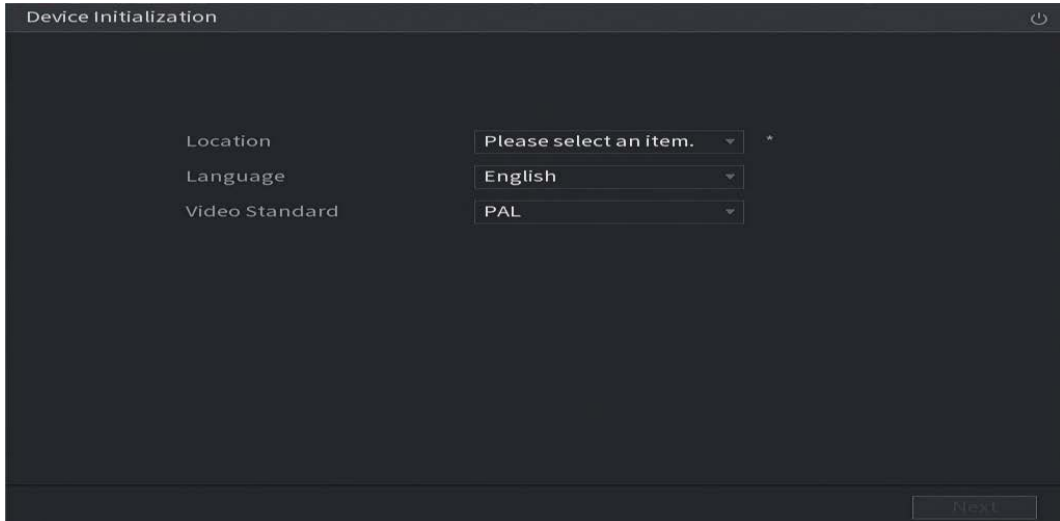 Device Initialization
Location Please select an item. *
Language English
Video Standard PAL
Next